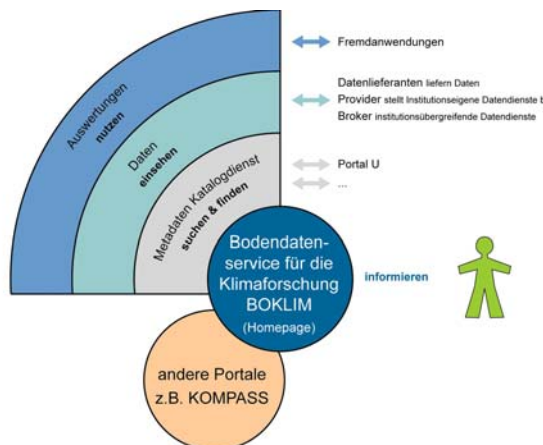 Fremdanwendungen
Datenlieferanten liefern Daten
Provider stellt Institutionseigene Datendienste b
Broker institutionsübergreifende Datendienste
Portal U
...
Auswertungen
nutzen
Daten
einsehen
Metadaten Katalogdienst
suchen & finden
Bodendaten-
service für die
Klimaforschung
BOKLIM
(Homepage)
informieren
andere Portale
z.B. KOMPASS